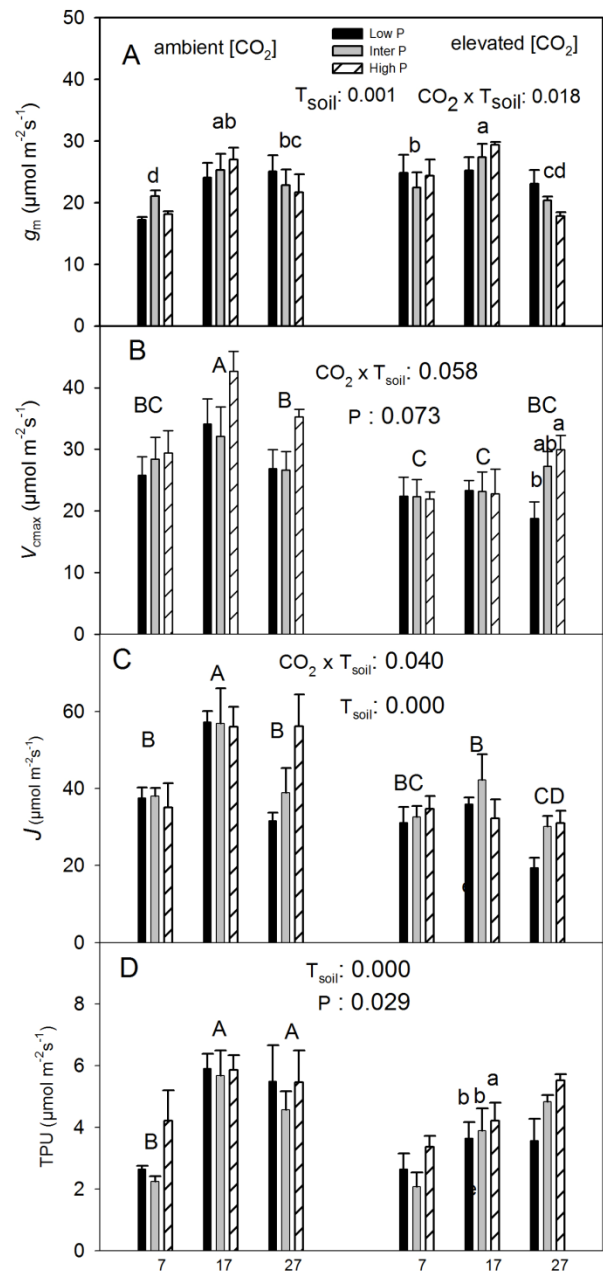 50
A
ambient [CO2]
Low P
Inter P
High P
elevated [CO2]
40
Tsoil: 0.001
CO2 x Tsoil: 0.018
30
ab
a
d
bc
b
cd
20
10
0
gm (µmol m-2s-1)
B
A
CO2 x Tsoil: 0.058
40
BC
B
P : 0.073
BC
a
ab
C
C
b
30
20
10
0
Vcmax (µmol m-2s-1)
C
CO2 x Tsoil: 0.040
A
Tsoil: 0.000
60
B
B
B
BC
CD
40
20
0
J (µmol m-2s-1)
D
Tsoil: 0.000
P : 0.029
8
A
A
6
b
b
a
B
4
2
0
TPU (µmol m-2s-1)
7
17
27
7
17
27